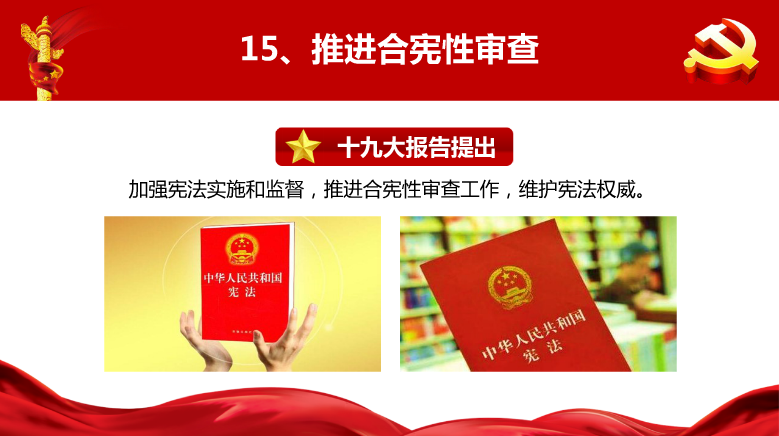 15、推进合宪性审查
十九大报告提出
加强宪法实施和监督，推进合宪性审查工作，维护宪法权威。
中华人民共和国
宪法
中华人民共和国
宪法